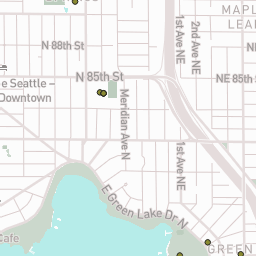 N 88th St
MAPL
LEA
N 85th St
NE 85th St
e Seattle –
Downtown
Meridian Ave N
1st Ave NE
2nd Ave NE
1st Ave NE
E Green Lake Dr N
Cafe
GREEN